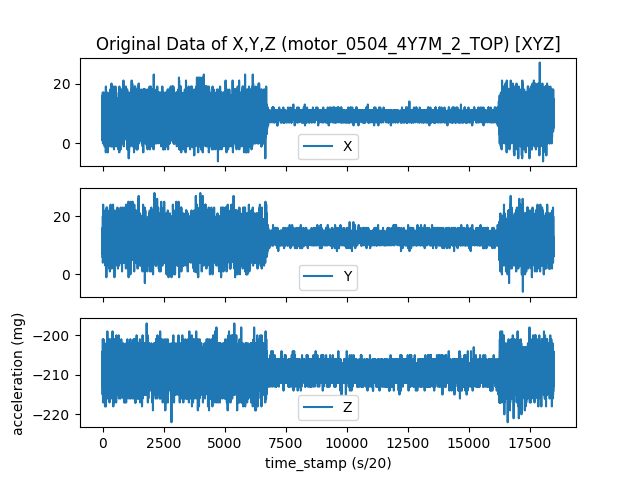 Original Data of X,Y,Z (motor_0504_4Y7M_2_TOP) [XYZ]
20
0
X
20
0
Y
acceleration (mg)
−200
−210
−220
Z
0 2500 5000 7500 10000 12500 15000 17500
time_stamp (s/20)